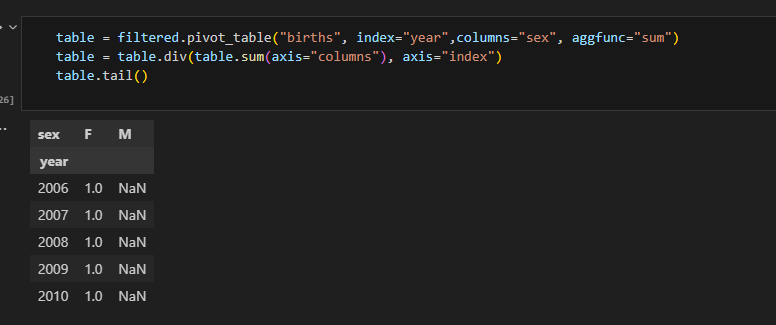 table = filtered.pivot_table("births", index="year",columns="sex", aggfunc="sum")
table = table.div(table.sum(axis="columns"), axis="index")
table.tail()
26]
sex F M
year
2006 1.0 NaN
2007 1.0 NaN
2008 1.0 NaN
2009 1.0 NaN
2010 1.0 NaN